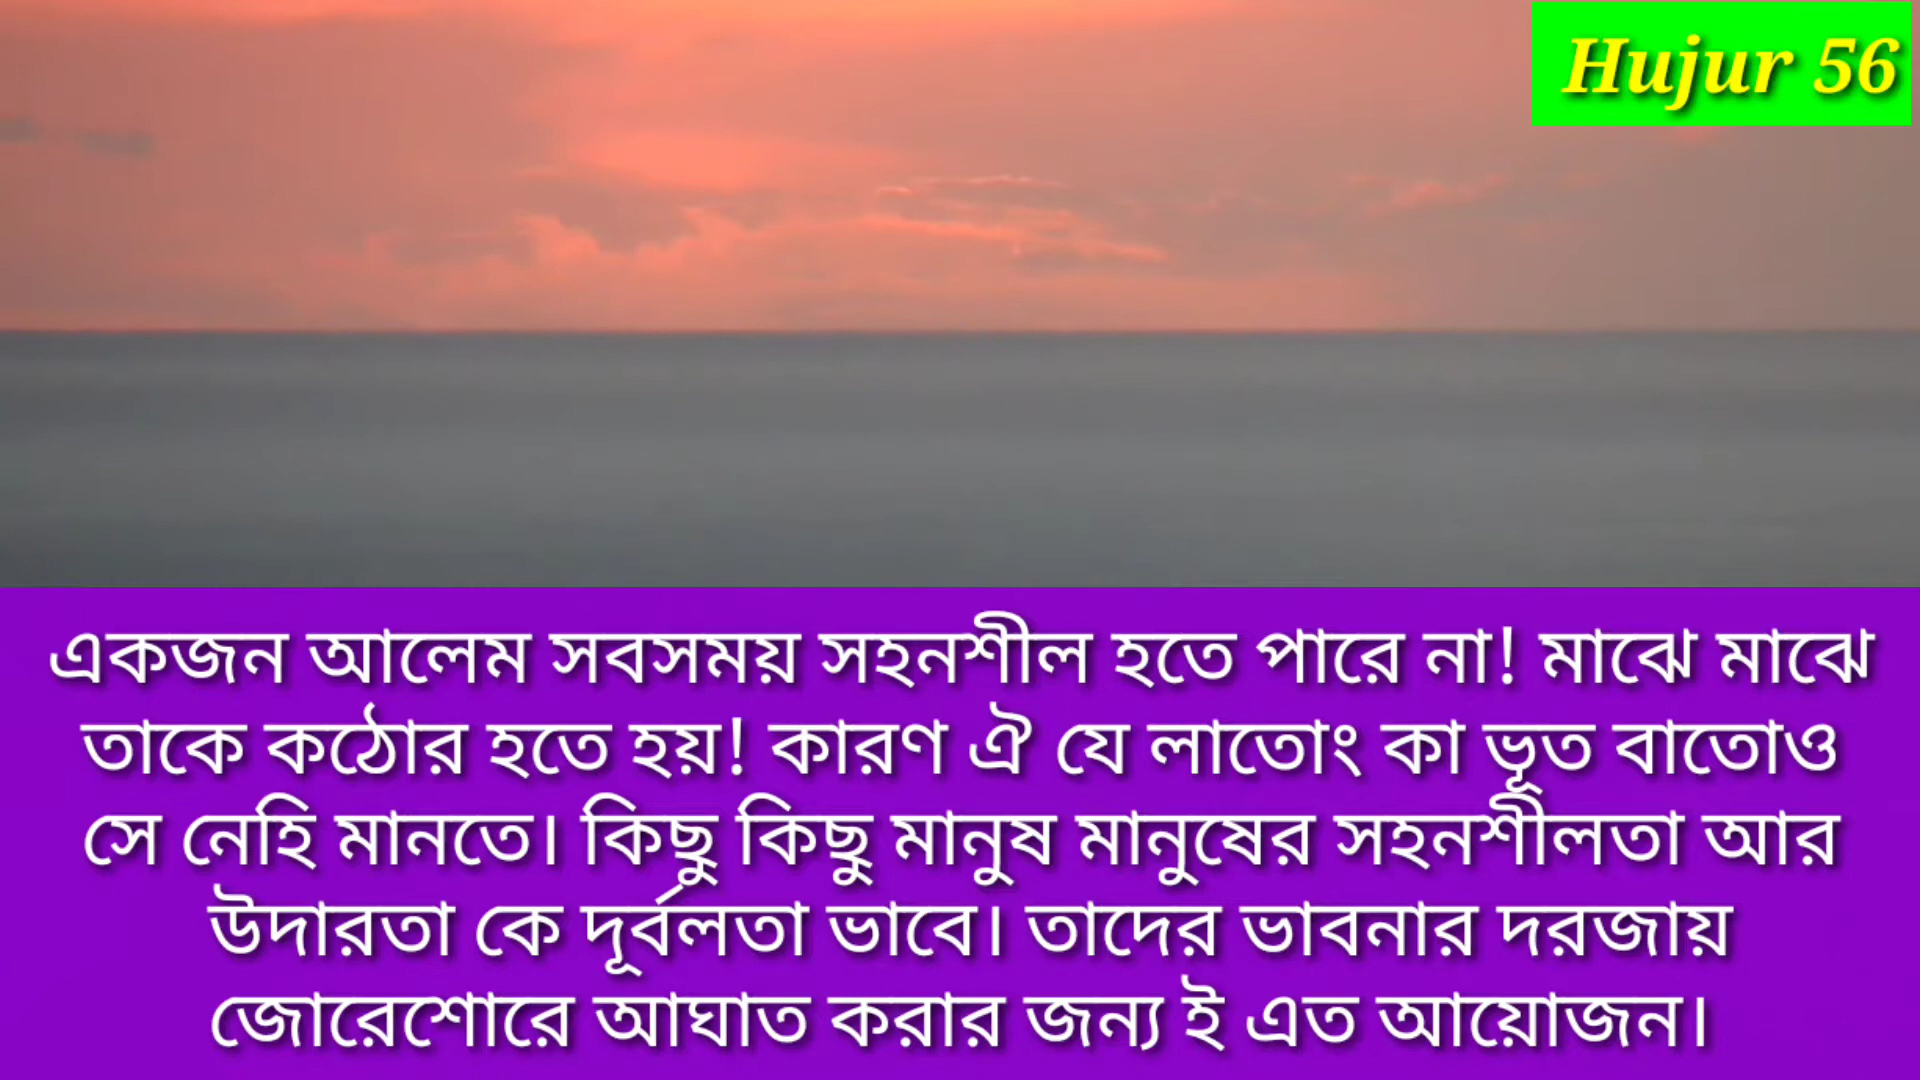 Hujur 56
একজন আলেম সবসময় সহনশীল হতে পারে না! মাঝে মাঝে
তাকে কঠোর হতে হয়! কারণ ঐ যে লাতোং কা ভূত বাতোও
সে নেহি মানতে। কিছু কিছু মানুষ মানুষের সহনশীলতা আর
উদারতা কে দূর্বলতা ভাবে। তাদের ভাবনার দরজায়
জোরেশোরে আঘাত করার জন্য ই এত আয়োজন।